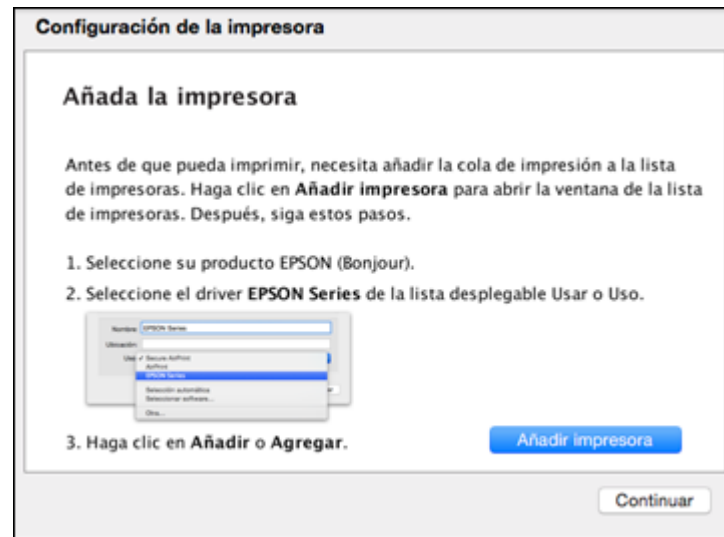 Configuración de la impresora
Añada la impresora
Antes de que pueda imprimir, necesita añadir la cola de impresión a la lista
de impresoras. Haga clic en Añadir impresora para abrir la ventana de la lista
de impresoras. Después, siga estos pasos.
1. Seleccione su producto EPSON (Bonjour).
2. Seleccione el driver EPSON Series de la lista desplegable Usar o Uso.
Nombre: EPSON Series
Ubicación:
✓ Secure AirPrint
AirPrint
EPSON Series
Selección automática
Seleccionar software...
Otra...
3. Haga clic en Añadir o Agregar.
Añadir impresora
Continuar